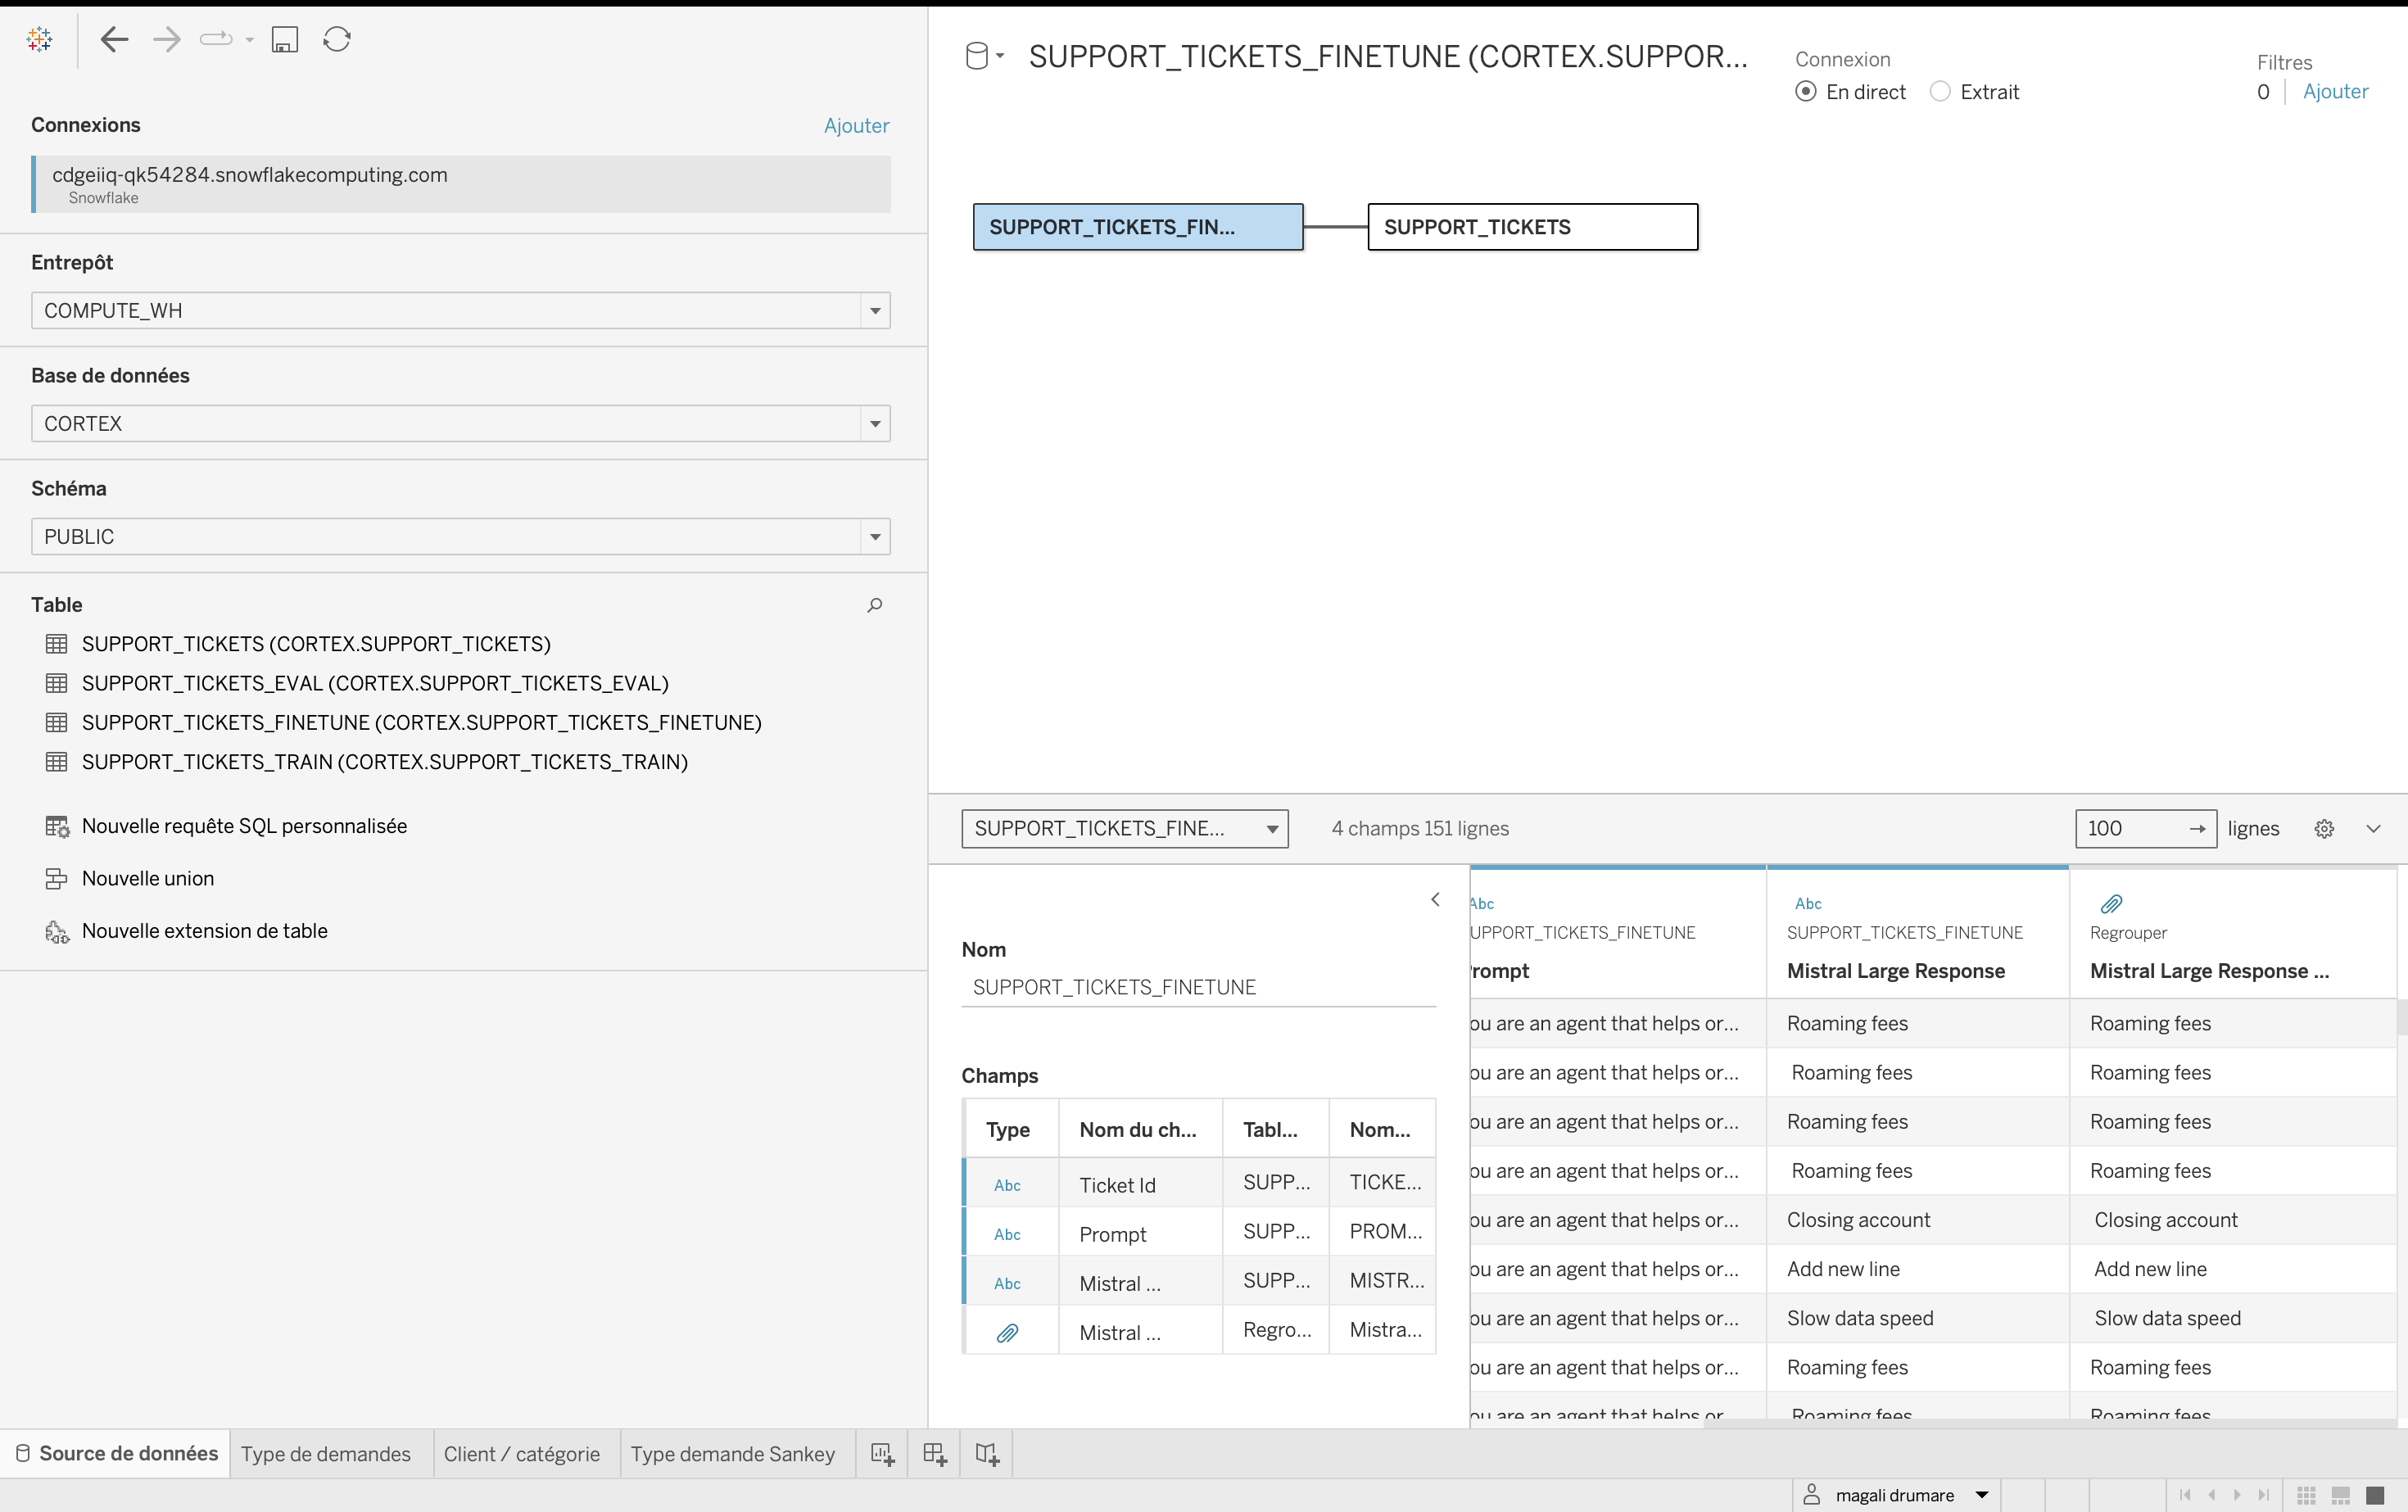 Connexions
Ajouter
cdgeiiq-qk54284.snowflakecomputing.com
Snowflake
Entrepôt
COMPUTE_WH
Base de données
CORTEX
Schéma
PUBLIC
Table
SUPPORT_TICKETS (CORTEX.SUPPORT_TICKETS)
SUPPORT_TICKETS_EVAL (CORTEX.SUPPORT_TICKETS_EVAL)
SUPPORT_TICKETS_FINETUNE (CORTEX.SUPPORT_TICKETS_FINETUNE)
SUPPORT_TICKETS_TRAIN (CORTEX.SUPPORT_TICKETS_TRAIN)
Nouvelle requête SQL personnalisée
Nouvelle union
Nouvelle extension de table
SUPPORT_TICKETS_FINETUNE (CORTEX.SUPPOR...
Connexion
En direct Extrait
Filtres
0 Ajouter
SUPPORT_TICKETS_FIN... SUPPORT_TICKETS
SUPPORT_TICKETS_FINE... 4 champs 151 lignes 100 lignes
Nom
SUPPORT_TICKETS_FINETUNE
Champs
Type Nom du ch... Tabl... Nom...
Abc Ticket Id SUPP... TICKE...
Abc Prompt SUPP... PROM...
Abc Mistral ... SUPP... MISTR...
Mistral ... Regro... Mistra...
Abc Abc
UPPORT_TICKETS_FINETUNE SUPPORT_TICKETS_FINETUNE Regrouper
rompt Mistral Large Response Mistral Large Response ...
ou are an agent that helps or... Roaming fees Roaming fees
ou are an agent that helps or... Roaming fees Roaming fees
ou are an agent that helps or... Roaming fees Roaming fees
ou are an agent that helps or... Roaming fees Roaming fees
ou are an agent that helps or... Closing account Closing account
ou are an agent that helps or... Add new line Add new line
ou are an agent that helps or... Slow data speed Slow data speed
ou are an agent that helps or... Roaming fees Roaming fees
ou are an agent that helps or Roaming fees Roaming fees
Source de données Type de demandes Client / catégorie Type demande Sankey
magali drumare